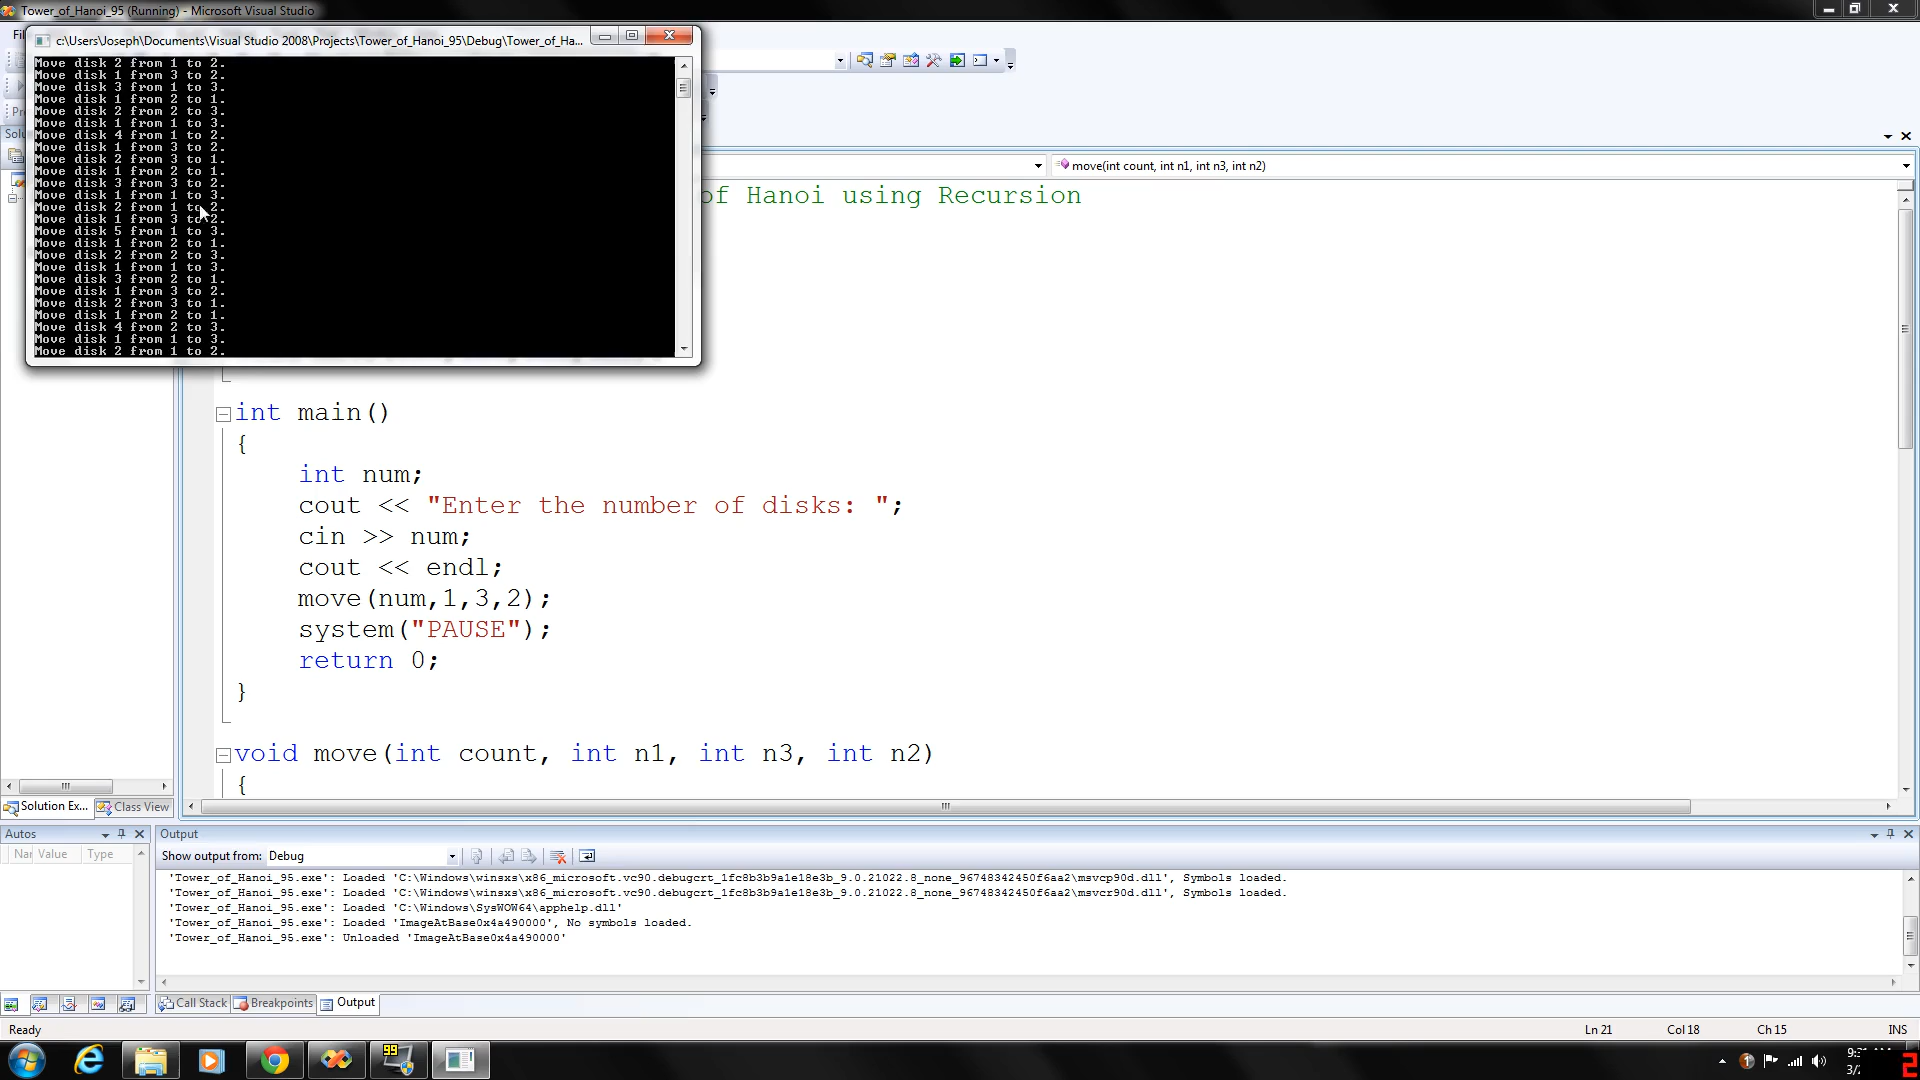 Tower_of_Hanoi_95 (Running) - Microsoft Visual Studio
c:\Users\Joseph\Documents\Visual Studio 2008\Projects\Tower_of_Hanoi_95\Debug\Tower_of_Ha...
Move disk 2 from 1 to 2.
Move disk 1 from 3 to 2.
Move disk 3 from 1 to 3.
Move disk 1 from 2 to 1.
Move disk 2 from 2 to 3.
Move disk 1 from 1 to 3.
Move disk 4 from 1 to 2.
Move disk 1 from 3 to 2.
Move disk 2 from 3 to 1.
Move disk 1 from 2 to 1.
Move disk 3 from 3 to 2.
Move disk 1 from 1 to 3.
Move disk 2 from 1 to 2.
Move disk 1 from 3 to 2.
Move disk 5 from 1 to 3.
Move disk 1 from 2 to 1.
Move disk 2 from 2 to 3.
Move disk 1 from 1 to 3.
Move disk 3 from 2 to 1.
Move disk 1 from 3 to 2.
Move disk 2 from 3 to 1.
Move disk 1 from 2 to 1.
Move disk 4 from 2 to 3.
Move disk 1 from 1 to 3.
Move disk 2 from 1 to 2.
move(int count, int n1, int n3, int n2)
of Hanoi using Recursion
int main()
{
int num;
cout << "Enter the number of disks: ";
cin >> num;
cout << endl;
move(num,1,3,2);
system("PAUSE");
return 0;
}
void move(int count, int n1, int n3, int n2)
{
Solution Ex... Class View
Autos
Value Type
Output
Show output from: Debug
'Tower_of_Hanoi_95.exe': Loaded 'C:\Windows\winsxs\x86_microsoft.vc90.debugcrt_1fc8b3b9a1e18e3b_9.0.21022.8_none_96748342450f6aa2\msvcp90d.dll', Symbols loaded.
'Tower_of_Hanoi_95.exe': Loaded 'C:\Windows\winsxs\x86_microsoft.vc90.debugcrt_1fc8b3b9a1e18e3b_9.0.21022.8_none_96748342450f6aa2\msvcr90d.dll', Symbols loaded.
'Tower_of_Hanoi_95.exe': Loaded 'C:\Windows\SysWOW64\apphelp.dll'
'Tower_of_Hanoi_95.exe': Loaded 'ImageAtBase0x4a490000', No symbols loaded.
'Tower_of_Hanoi_95.exe': Unloaded 'ImageAtBase0x4a490000'
Call Stack Breakpoints Output
Ready Ln 21 Col 18 Ch 15 INS
99